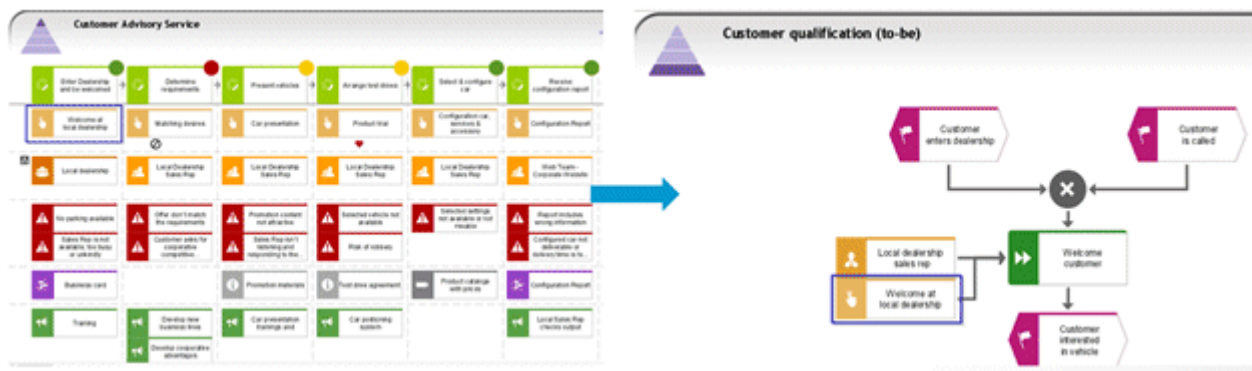 Customer Advisory Service
Enter Dealership
and be welcomed
Determine
requirements
Present vehicles
Arrange test drives
Select & configure
car
Receive
configuration report
Welcome at
local dealership
Matching desires
Car presentation
Product trial
Configuration car,
services &
accessory
Configuration Report
Local dealership
Local Dealership
Sales Rep
Local Dealership
Sales Rep
Local Dealership
Sales Rep
Local Dealership
Sales Rep
Web Team -
Corporate Website
No parking available
Offer don't match
the requirements
Promotion content
not attractive
Selected vehicle not
available
Selected settings
not available or not
Report includes
wrong information
Sales Rep is not
available, too busy
or unkindly
Customer asks for
cooperative
competitive...
Sales Rep isn't
listening and
responding to the...
Risk of robbery
Configured car not
deliverable or
delivery time is to...
Business card
Promotion materials
Test drive agreement
Product catalogs
with prices
Configuration Report
Training
Develop new
business lines
Car presentation
trainings and
Car positioning
system
Local Sales Rep
checks output
Develop cooperative
advantages
Customer qualification (to-be)
Customer
enters dealership
Customer
is called
Local dealership
sales rep
Welcome
customer
Welcome at
local dealership
Customer
interested
in vehicle